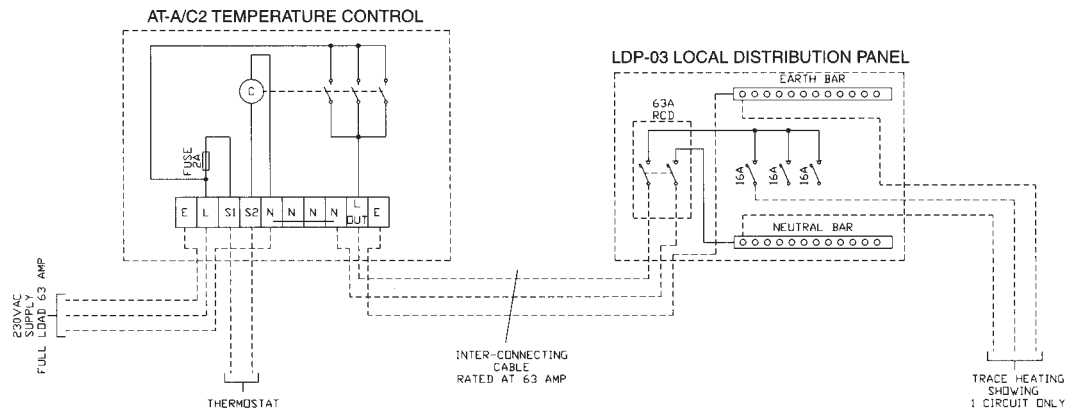 AT-A/C2 TEMPERATURE CONTROL
C
FUSE
2A
E L S1 S2 N N N N L OUT E
230VAC
SUPPLY
FULL LOAD 63 AMP
THERMOSTAT
INTER-CONNECTING
CABLE
RATED AT 63 AMP
LDP-03 LOCAL DISTRIBUTION PANEL
EARTH BAR
63A
RCD
16A 16A 16A
NEUTRAL BAR
TRACE HEATING
SHOWING
1 CIRCUIT ONLY